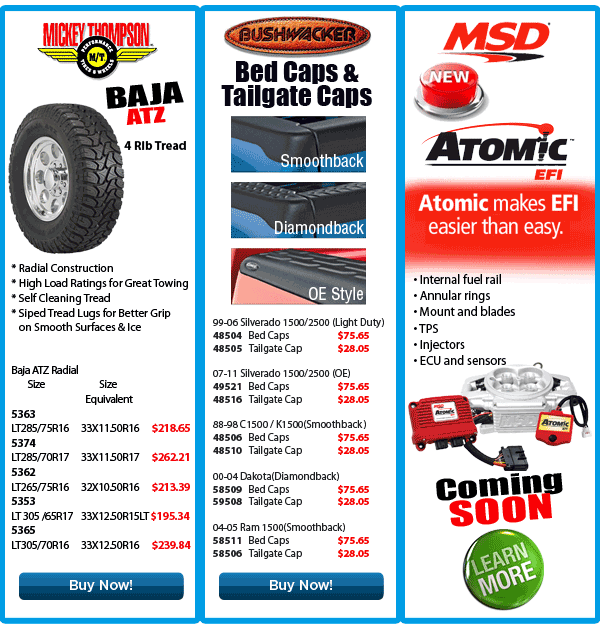 MICKEY THOMPSON
PERFORMANCE
M/T
TIRES & WHEELS
BAJA
ATZ
4 RIb Tread
* Radial Construction
* High Load Ratings for Great Towing
* Self Cleaning Tread
* Siped Tread Lugs for Better Grip
on Smooth Surfaces & Ice
Baja ATZ Radial
Size Size
Equivalent
5363
LT285/75R16 33X11.50R16 $218.65
5374
LT285/70R17 33X11.50R17 $262.21
5362
LT265/75R16 32X10.50R16 $213.39
5353
LT 305 /65R17 33X12.50R15LT $195.34
5365
LT305/70R16 33X12.50R16 $239.84
Buy Now!
BUSHWACKER
Bed Caps &
Tailgate Caps
Smoothback
Diamondback
OE Style
99-06 Silverado 1500/2500 (Light Duty)
48504 Bed Caps $75.65
48505 Tailgate Cap $28.05
07-11 Silverado 1500/2500 (OE)
49521 Bed Caps $75.65
48516 Tailgate Cap $28.05
88-98 C1500 / K1500(Smoothback)
48506 Bed Caps $75.65
48510 Tailgate Cap $28.05
00-04 Dakota(Diamondback)
58509 Bed Caps $75.65
59508 Tailgate Cap $28.05
04-05 Ram 1500(Smoothback)
58511 Bed Caps $75.65
58506 Tailgate Cap $28.05
Buy Now!
MSD
NEW
ATOMIC™
EFI
Atomic makes EFI
easier than easy.
• Internal fuel rail
• Annular rings
• Mount and blades
• TPS
• Injectors
• ECU and sensors
MSD
ATOMIC
ATOMIC
Coming
SOON
LEARN
MORE